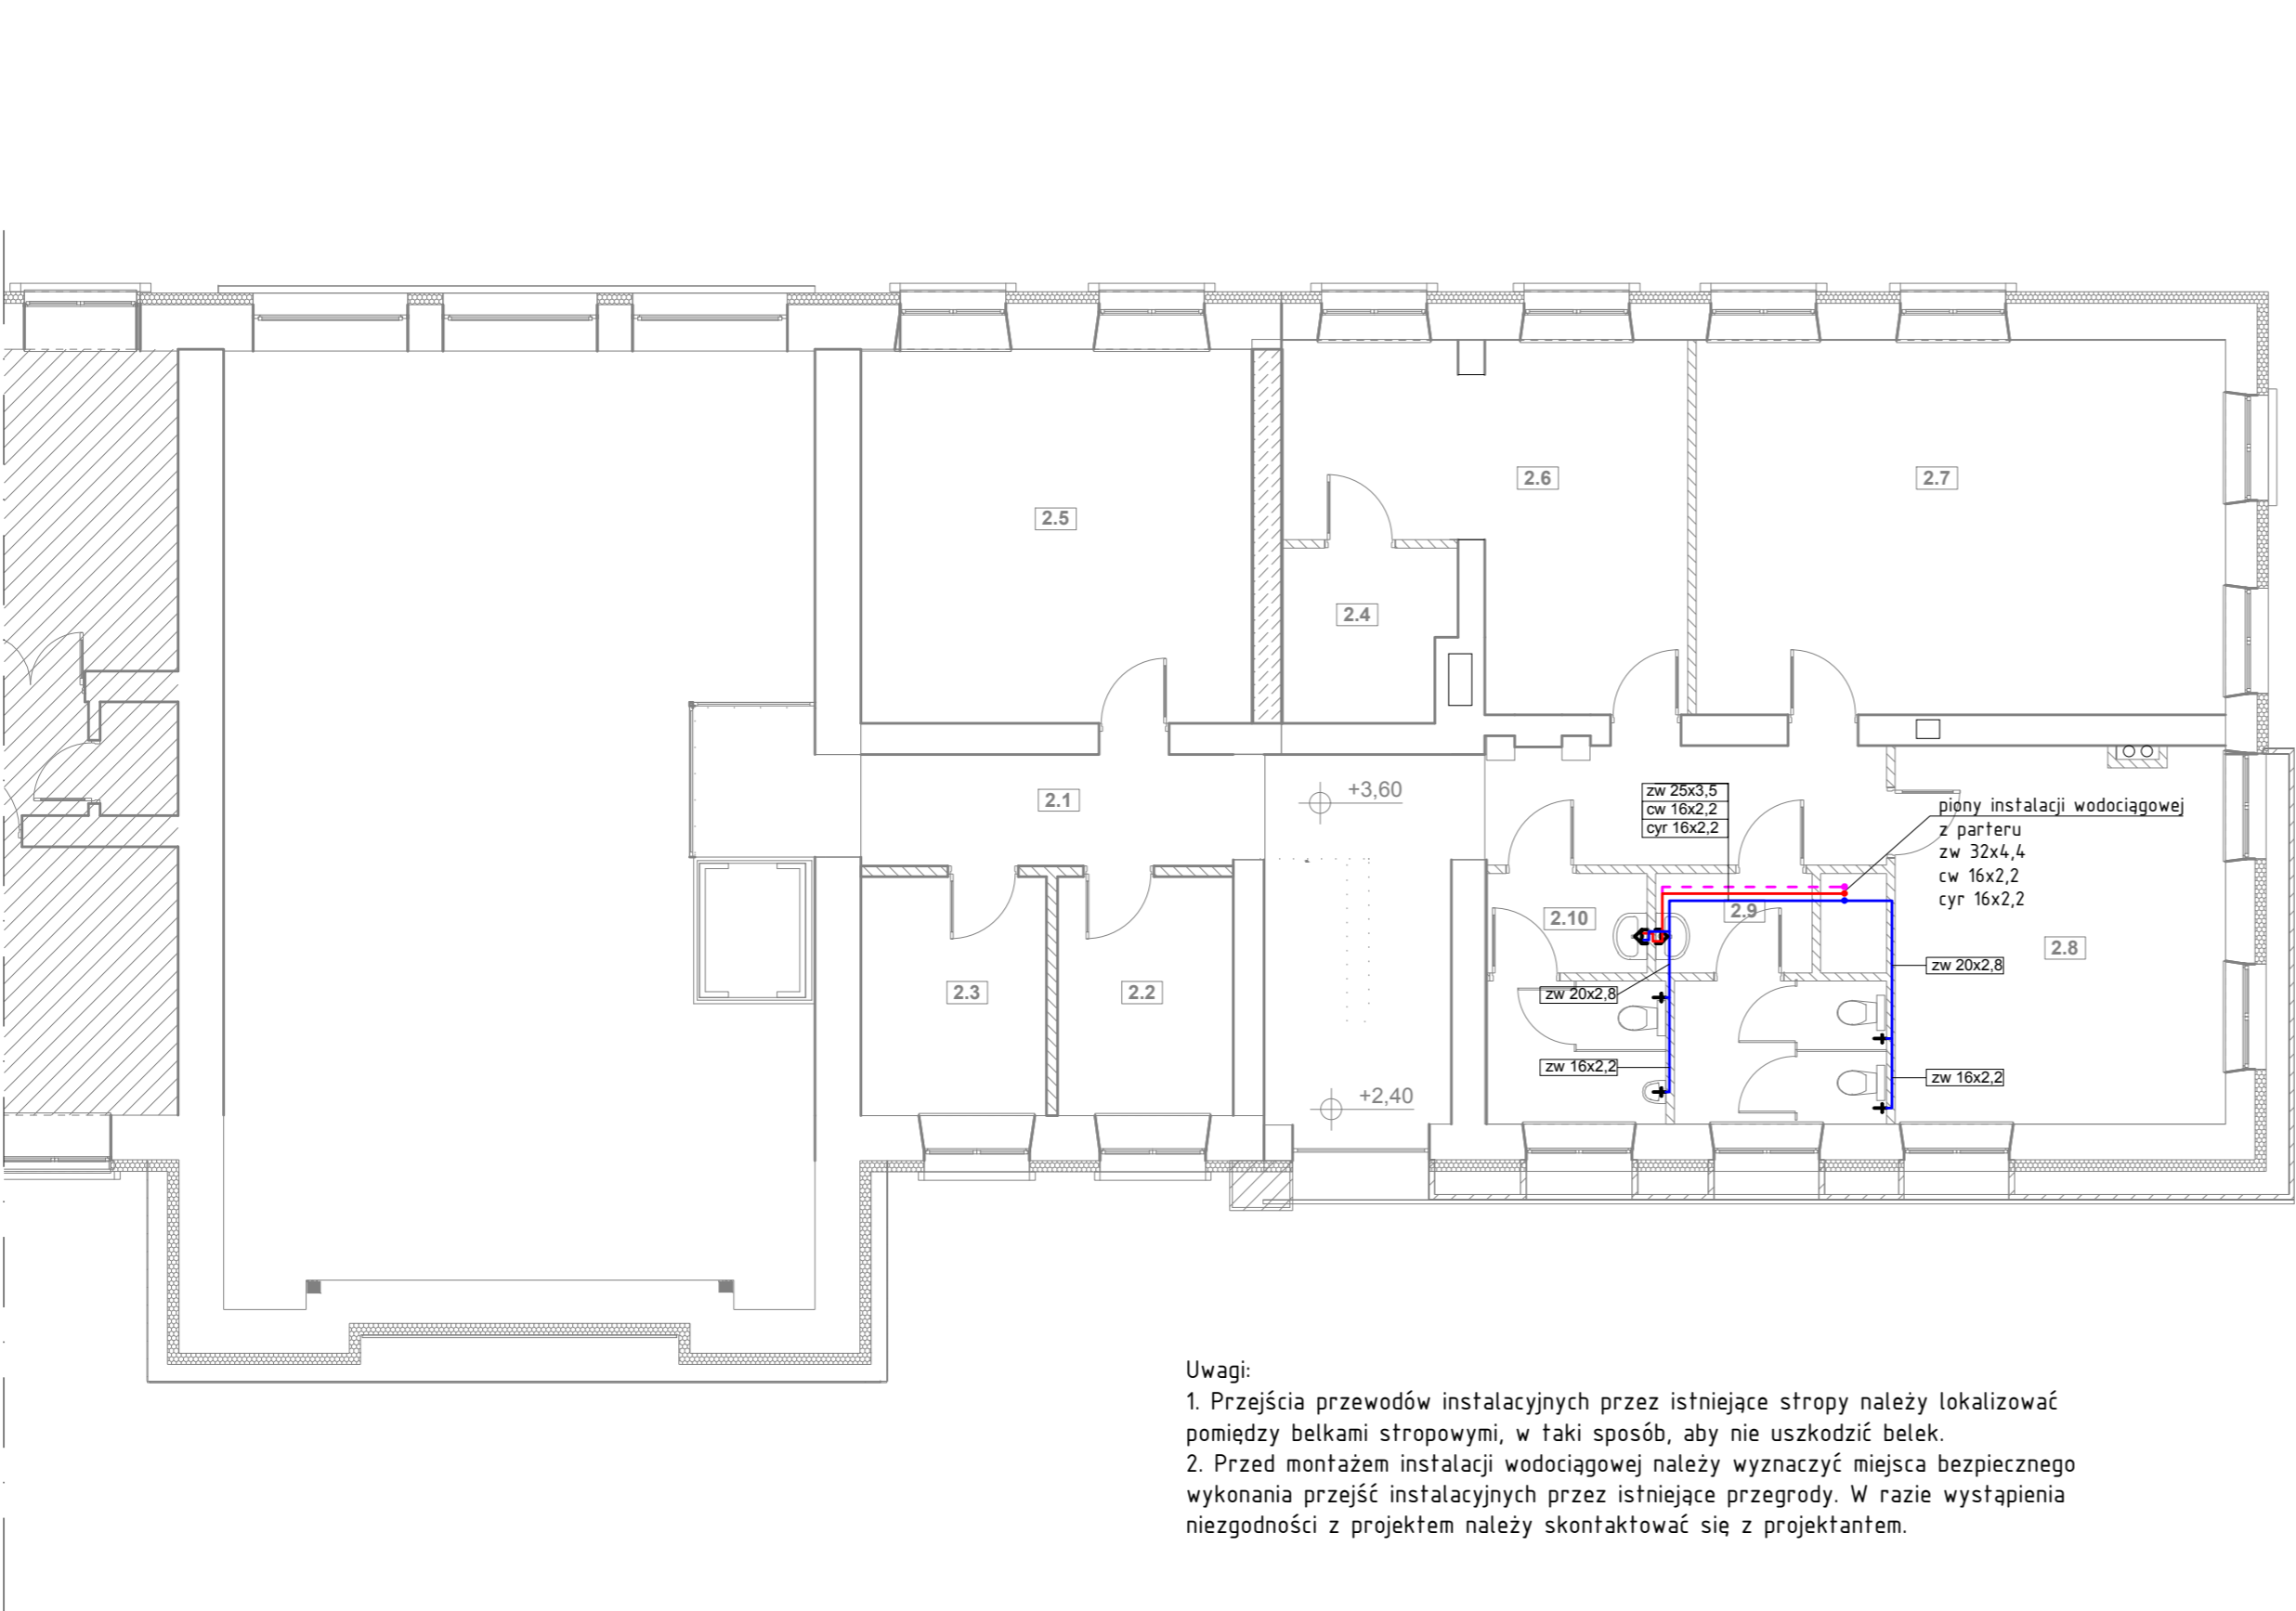 2.6
2.7
2.5
2.4
+3,60
zw 25x3,5
cw 16x2,2
cyr 16x2,2
2.1
piony instalacji wodociągowej
z parteru
zw 32x4,4
cw 16x2,2
cyr 16x2,2
2.10
2.9
2.8
zw 20x2,8
2.3
2.2
zw 20x2,8
zw 16x2,2
zw 16x2,2
+2,40
Uwagi:
1. Przejścia przewodów instalacyjnych przez istniejące stropy należy lokalizować
pomiędzy belkami stropowymi, w taki sposób, aby nie uszkodzić belek.
2. Przed montażem instalacji wodociągowej należy wyznaczyć miejsca bezpiecznego
wykonania przejść instalacyjnych przez istniejące przegrody. W razie wystąpienia
niezgodności z projektem należy skontaktować się z projektantem.